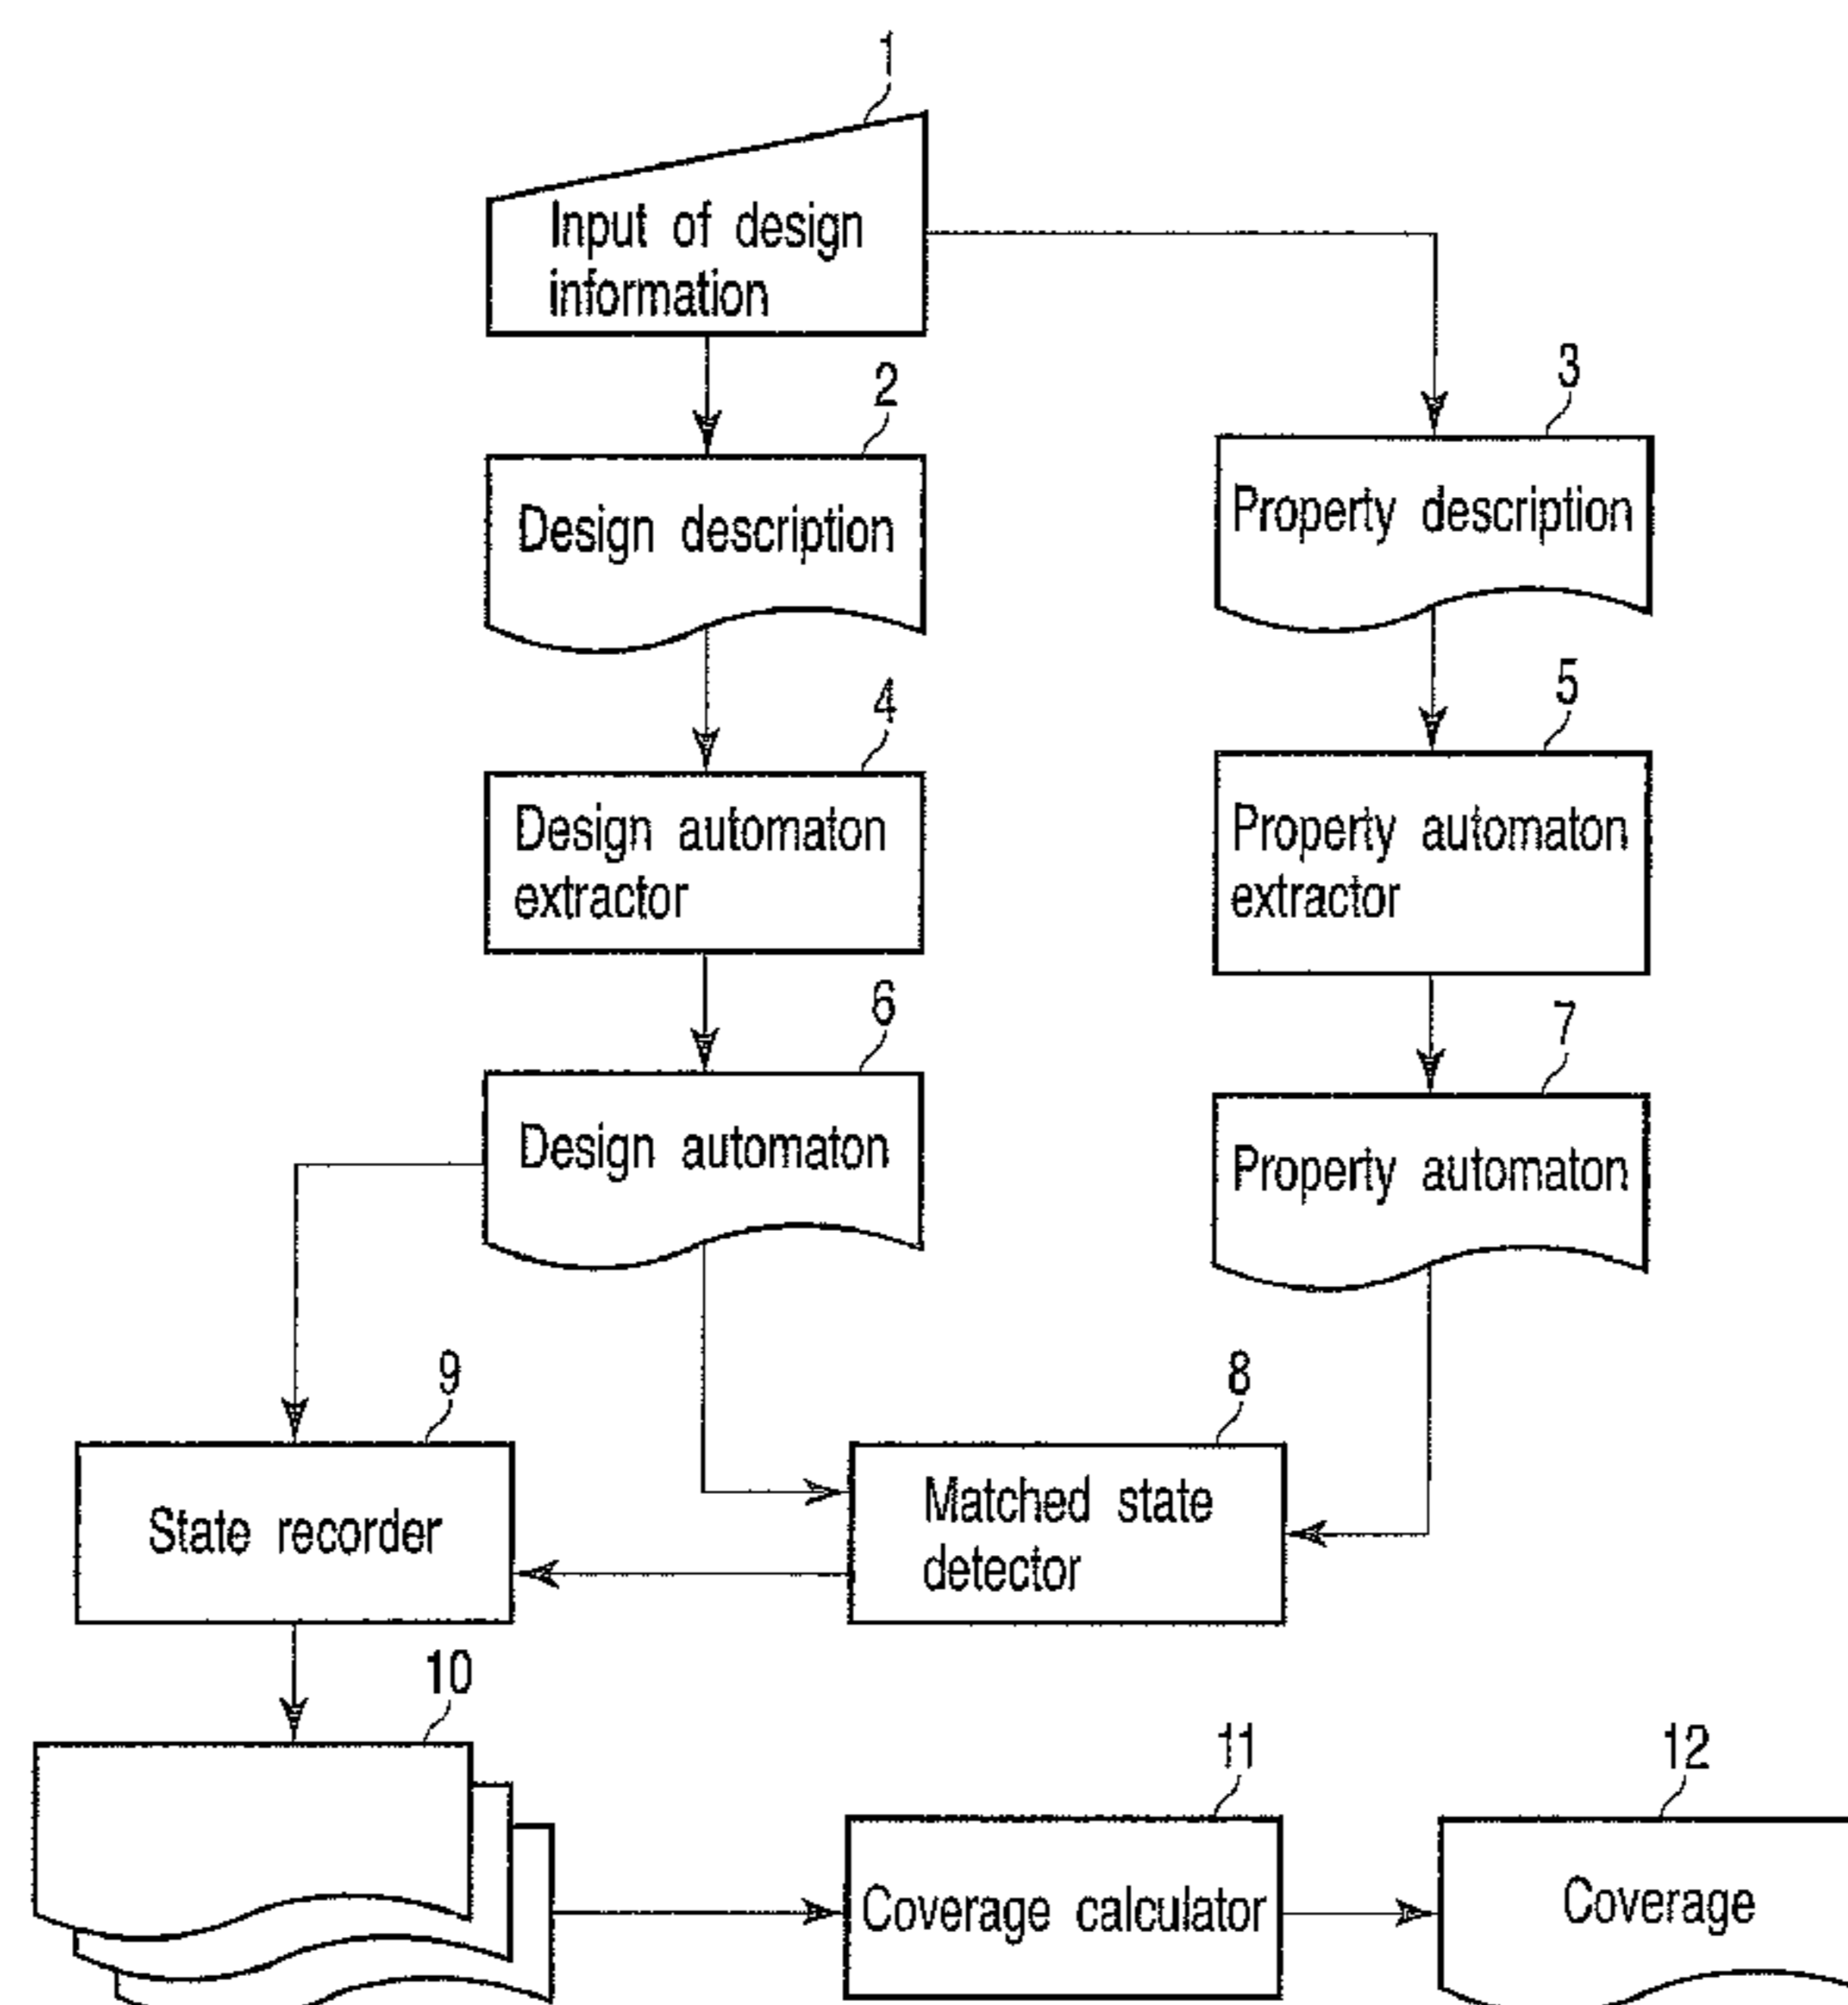 1
Input of design
information
2
Design description
3
Property description
4
Design automaton
extractor
5
Property automaton
extractor
6
Design automaton
7
Property automaton
9
State recorder
8
Matched state
detector
10
11
Coverage calculator
12
Coverage